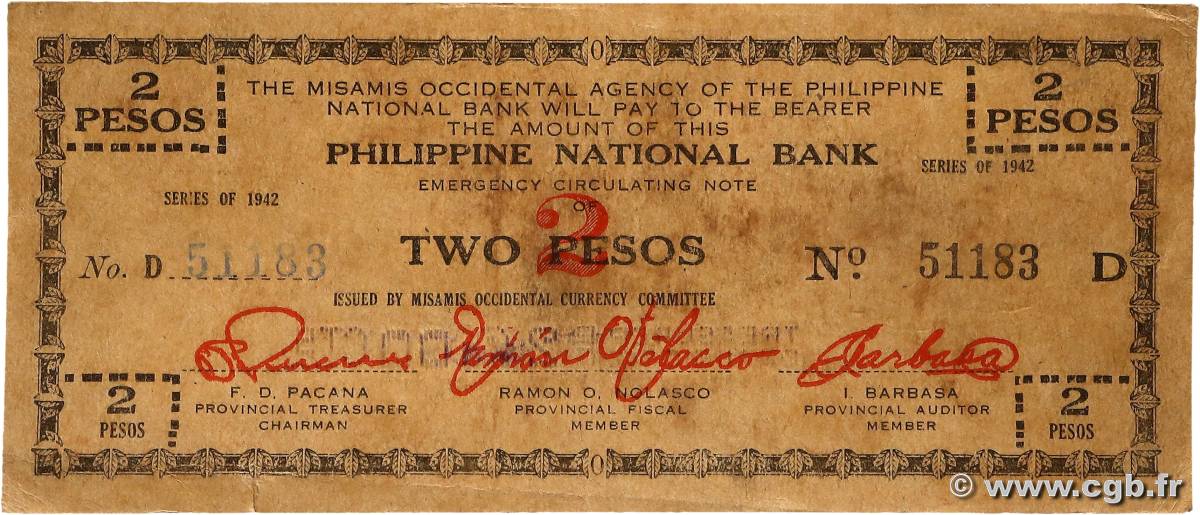 2
PESOS
2
PESOS
THE MISAMIS OCCIDENTAL AGENCY OF THE PHILIPPINE
NATIONAL BANK WILL PAY TO THE BEARER
THE AMOUNT OF THIS
PHILIPPINE NATIONAL BANK
EMERGENCY CIRCULATING NOTE
OF
SERIES OF 1942
SERIES OF 1942
2
TWO PESOS
No. D 51183
No. 51183 D
ISSUED BY MISAMIS OCCIDENTAL CURRENCY COMMITTEE
Ramon O Nolasco
Barbasa
F. D. PACANA
PROVINCIAL TREASURER
CHAIRMAN
RAMON O. NOLASCO
PROVINCIAL FISCAL
MEMBER
I. BARBASA
PROVINCIAL AUDITOR
MEMBER
2
PESOS
2
PESOS
© www.cgb.fr